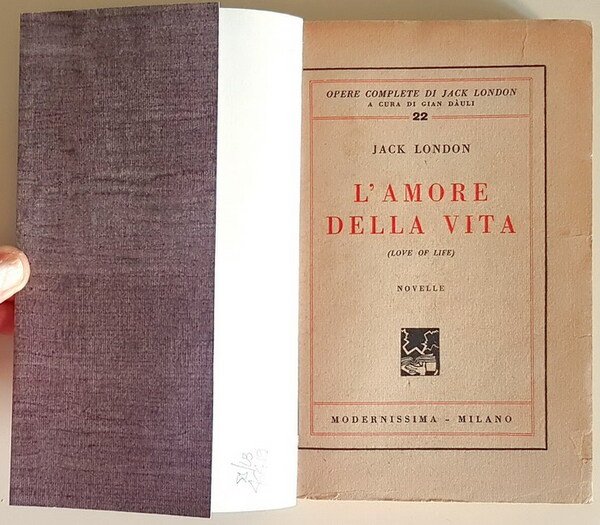 OPERE COMPLETE DI JACK LONDON
A CURA DI GIAN DÀULI
22
JACK LONDON
L'AMORE
DELLA VITA
(LOVE OF LIFE)
NOVELLE
MODERNISSIMA - MILANO